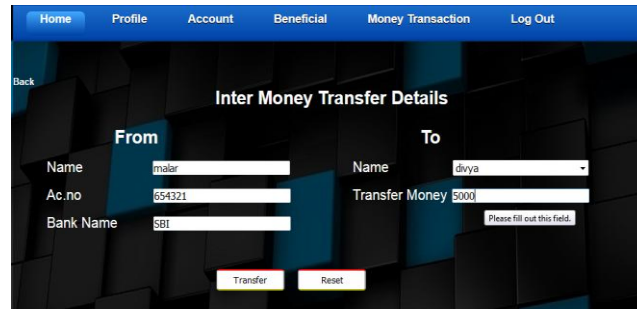 Home Profile Account Beneficial Money Transaction Log Out
Back
Inter Money Transfer Details
From To
Name malar Name divya
Ac.no 654321 Transfer Money 5000
Please fill out this field.
Bank Name SBI
Transfer Reset